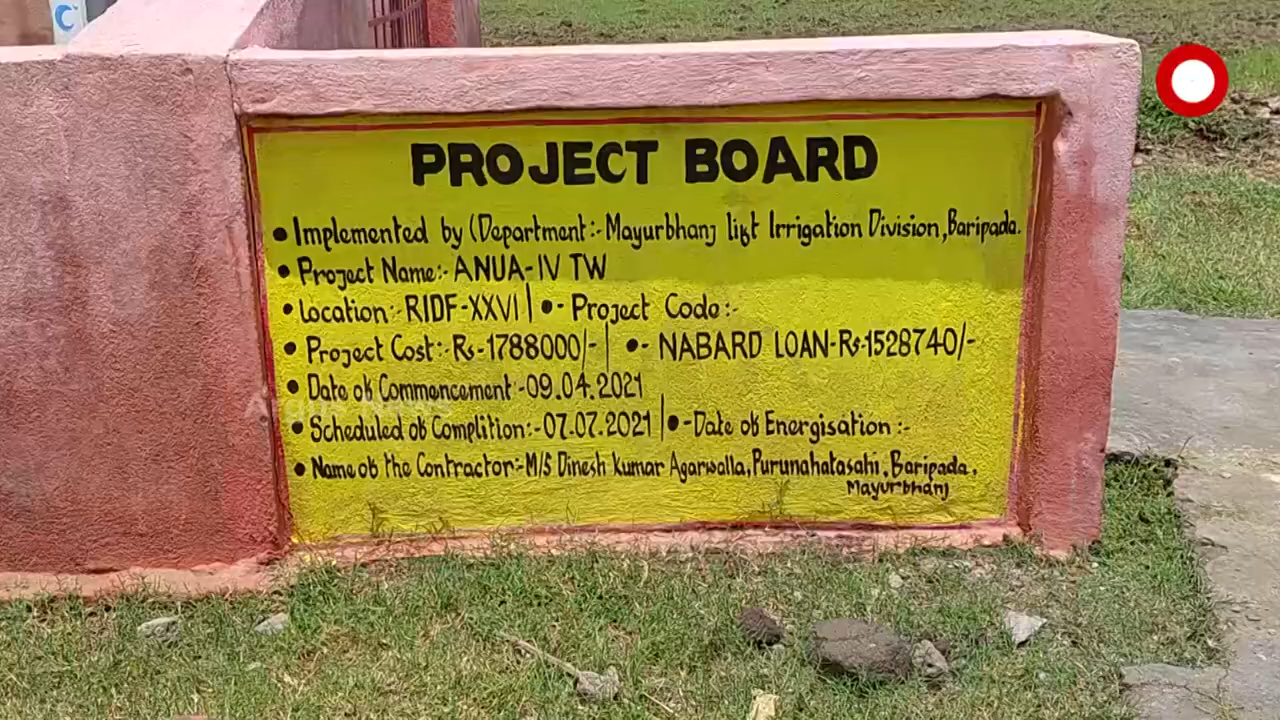 PROJECT BOARD
• Implemented by (Department:- Mayurbhanj lift Irrigation Division, Baripada.
• Project Name:- ANUA-IV TW
• Location:- RIDF-XXVI | •- Project Code:-
• Project Cost:- Rs-1788000/- | •- NABARD LOAN-Rs-1528740/-
• Date of Commencement-09.04.2021
• Scheduled of Complition:-07.07.2021 | •-Date of Energisation :-
• Name of the Contractor:-M/S Dinesh Kumar Agarwalla, Purunahatasahi, Baripada,
Mayurbhanj